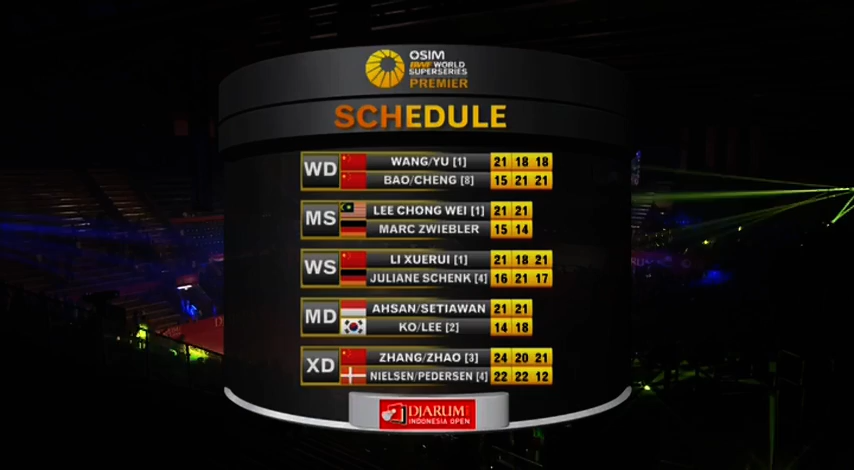 OSIM
BWF WORLD
SUPERSERIES
PREMIER
SCHEDULE
WD
WANG/YU [1] 21 18 18
BAO/CHENG [8] 15 21 21
MS
LEE CHONG WEI [1] 21 21
MARC ZWIEBLER 15 14
WS
LI XUERUI [1] 21 18 21
JULIANE SCHENK [4] 16 21 17
MD
AHSAN/SETIAWAN 21 21
KO/LEE [2] 14 18
XD
ZHANG/ZHAO [3] 24 20 21
NIELSEN/PEDERSEN [4] 22 22 12
DJARUM
INDONESIA OPEN